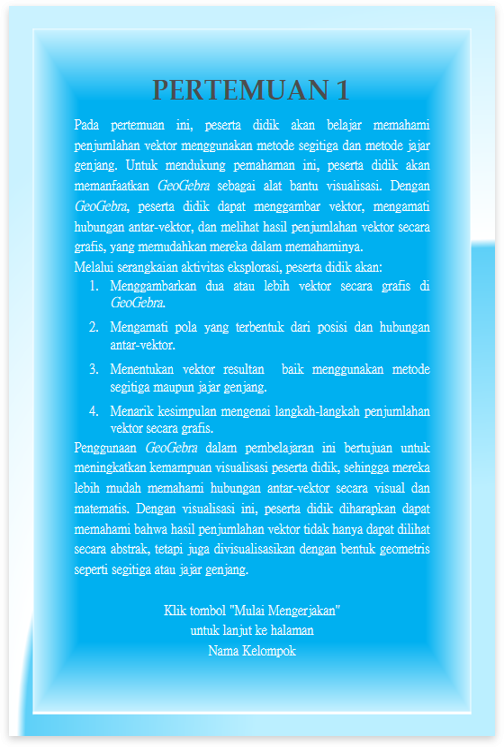 PERTEMUAN 1
Pada pertemuan ini, peserta didik akan belajar memahami
penjumlahan vektor menggunakan metode segitiga dan metode jajar
genjang. Untuk mendukung pemahaman ini, peserta didik akan
memanfaatkan GeoGebra sebagai alat bantu visualisasi. Dengan
GeoGebra, peserta didik dapat menggambar vektor, mengamati
hubungan antar-vektor, dan melihat hasil penjumlahan vektor secara
grafis, yang memudahkan mereka dalam memahaminya.
Melalui serangkaian aktivitas eksplorasi, peserta didik akan:
1. Menggambarkan dua atau lebih vektor secara grafis di
GeoGebra.
2. Mengamati pola yang terbentuk dari posisi dan hubungan
antar-vektor.
3. Menentukan vektor resultan baik menggunakan metode
segitiga maupun jajar genjang.
4. Menarik kesimpulan mengenai langkah-langkah penjumlahan
vektor secara grafis.
Penggunaan GeoGebra dalam pembelajaran ini bertujuan untuk
meningkatkan kemampuan visualisasi peserta didik, sehingga mereka
lebih mudah memahami hubungan antar-vektor secara visual dan
matematis. Dengan visualisasi ini, peserta didik diharapkan dapat
memahami bahwa hasil penjumlahan vektor tidak hanya dapat dilihat
secara abstrak, tetapi juga divisualisasikan dengan bentuk geometris
seperti segitiga atau jajar genjang.
Klik tombol "Mulai Mengerjakan"
untuk lanjut ke halaman
Nama Kelompok